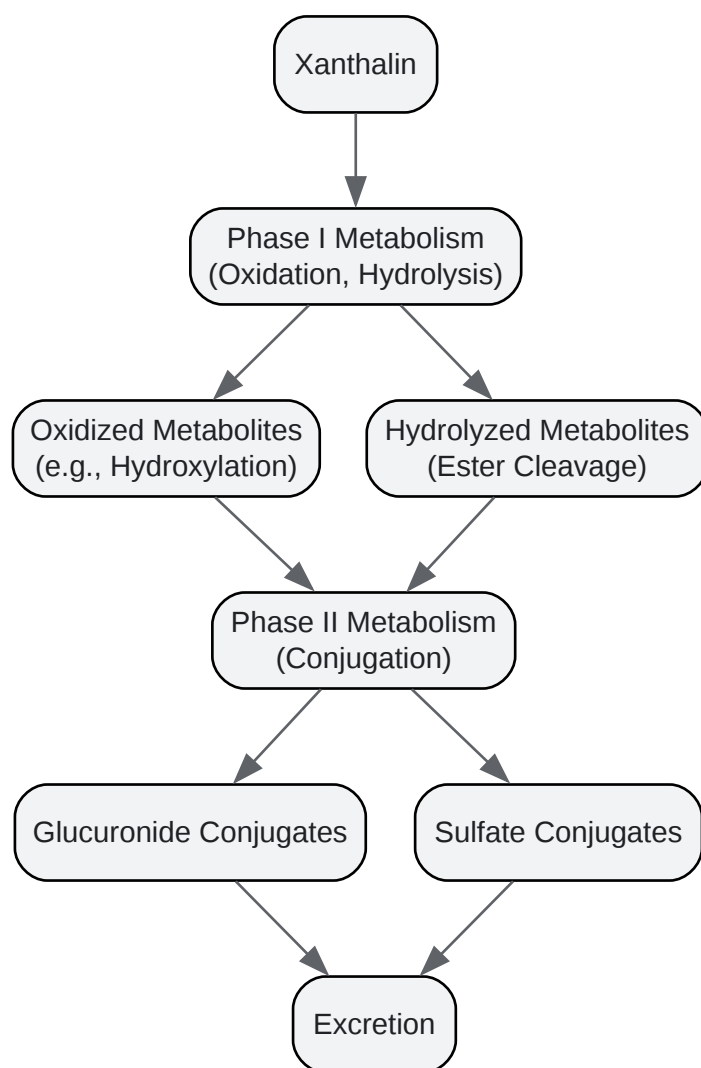 Xanthalin
Phase I Metabolism
(Oxidation, Hydrolysis)
Oxidized Metabolites
(e.g., Hydroxylation)
Hydrolyzed Metabolites
(Ester Cleavage)
Phase II Metabolism
(Conjugation)
Glucuronide Conjugates
Sulfate Conjugates
Excretion